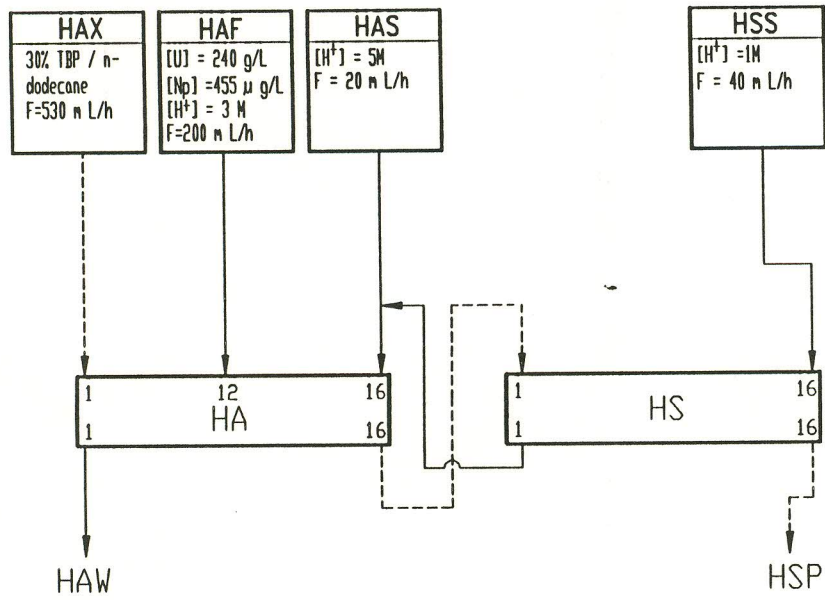 HAX
30% TBP / n-
dodecane
F=530 m L/h
HAF
[U] = 240 g/L
[Np] =455 µ g/L
[H+] = 3 M
F=200 m L/h
HAS
[H+] = 5M
F = 20 m L/h
HSS
[H+] =1M
F = 40 m L/h
1 12 16
HA
1 16
1 16
HS
1 16
HAW
HSP